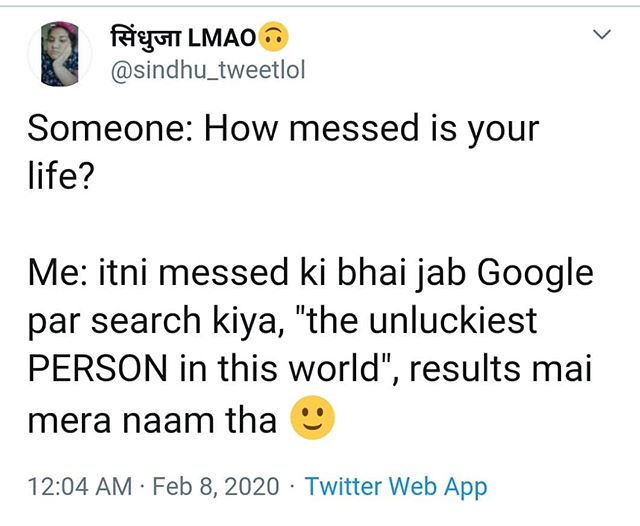 सिंधुजा LMAO🙃
@sindhu_tweetlol
Someone: How messed is your
life?
Me: itni messed ki bhai jab Google
par search kiya, "the unluckiest
PERSON in this world", results mai
mera naam tha 🙂
12:04 AM · Feb 8, 2020 · Twitter Web App